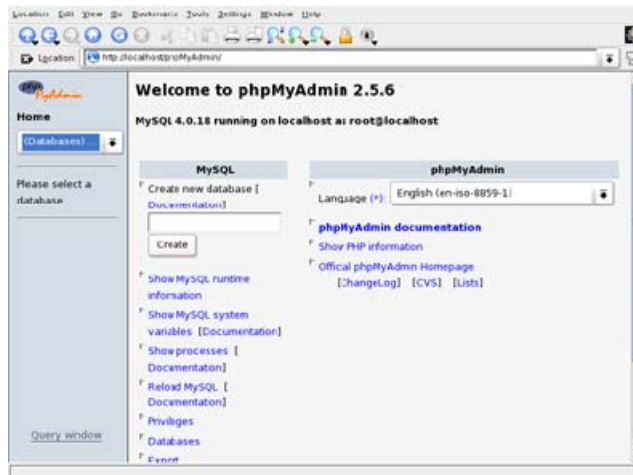 Location Edit View Go Bookmarks Tools Settings Window Help
Location: http://localhost/phpMyAdmin/
php
MyAdmin
Home
(Databases) ...
Please select a
database
Query window
Welcome to phpMyAdmin 2.5.6
MySQL 4.0.18 running on localhost as root@localhost
MySQL
Create new database [
Documentation]
Create
Show MySQL runtime
information
Show MySQL system
variables [Documentation]
Show processes [
Documentation]
Reload MySQL [
Documentation]
Privileges
Databases
Export
phpMyAdmin
Language (*): English (en-iso-8859-1)
phpMyAdmin documentation
Show PHP information
Offical phpMyAdmin Homepage
[ChangeLog] [CVS] [Lists]